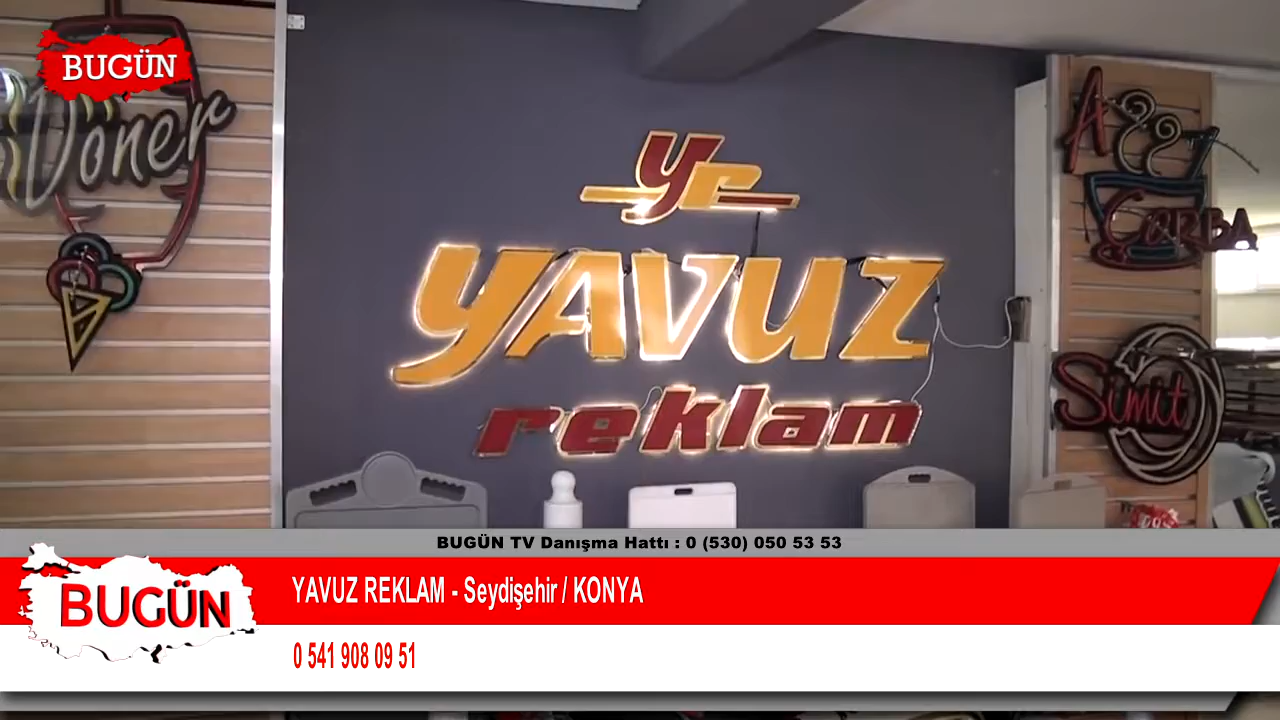 BUGÜN
Döner
yr
YAVUZ
reklam
ÇORBA
Simit
BUGÜN TV Danışma Hattı : 0 (530) 050 53 53
BUGÜN
YAVUZ REKLAM - Seydişehir / KONYA
0 541 908 09 51